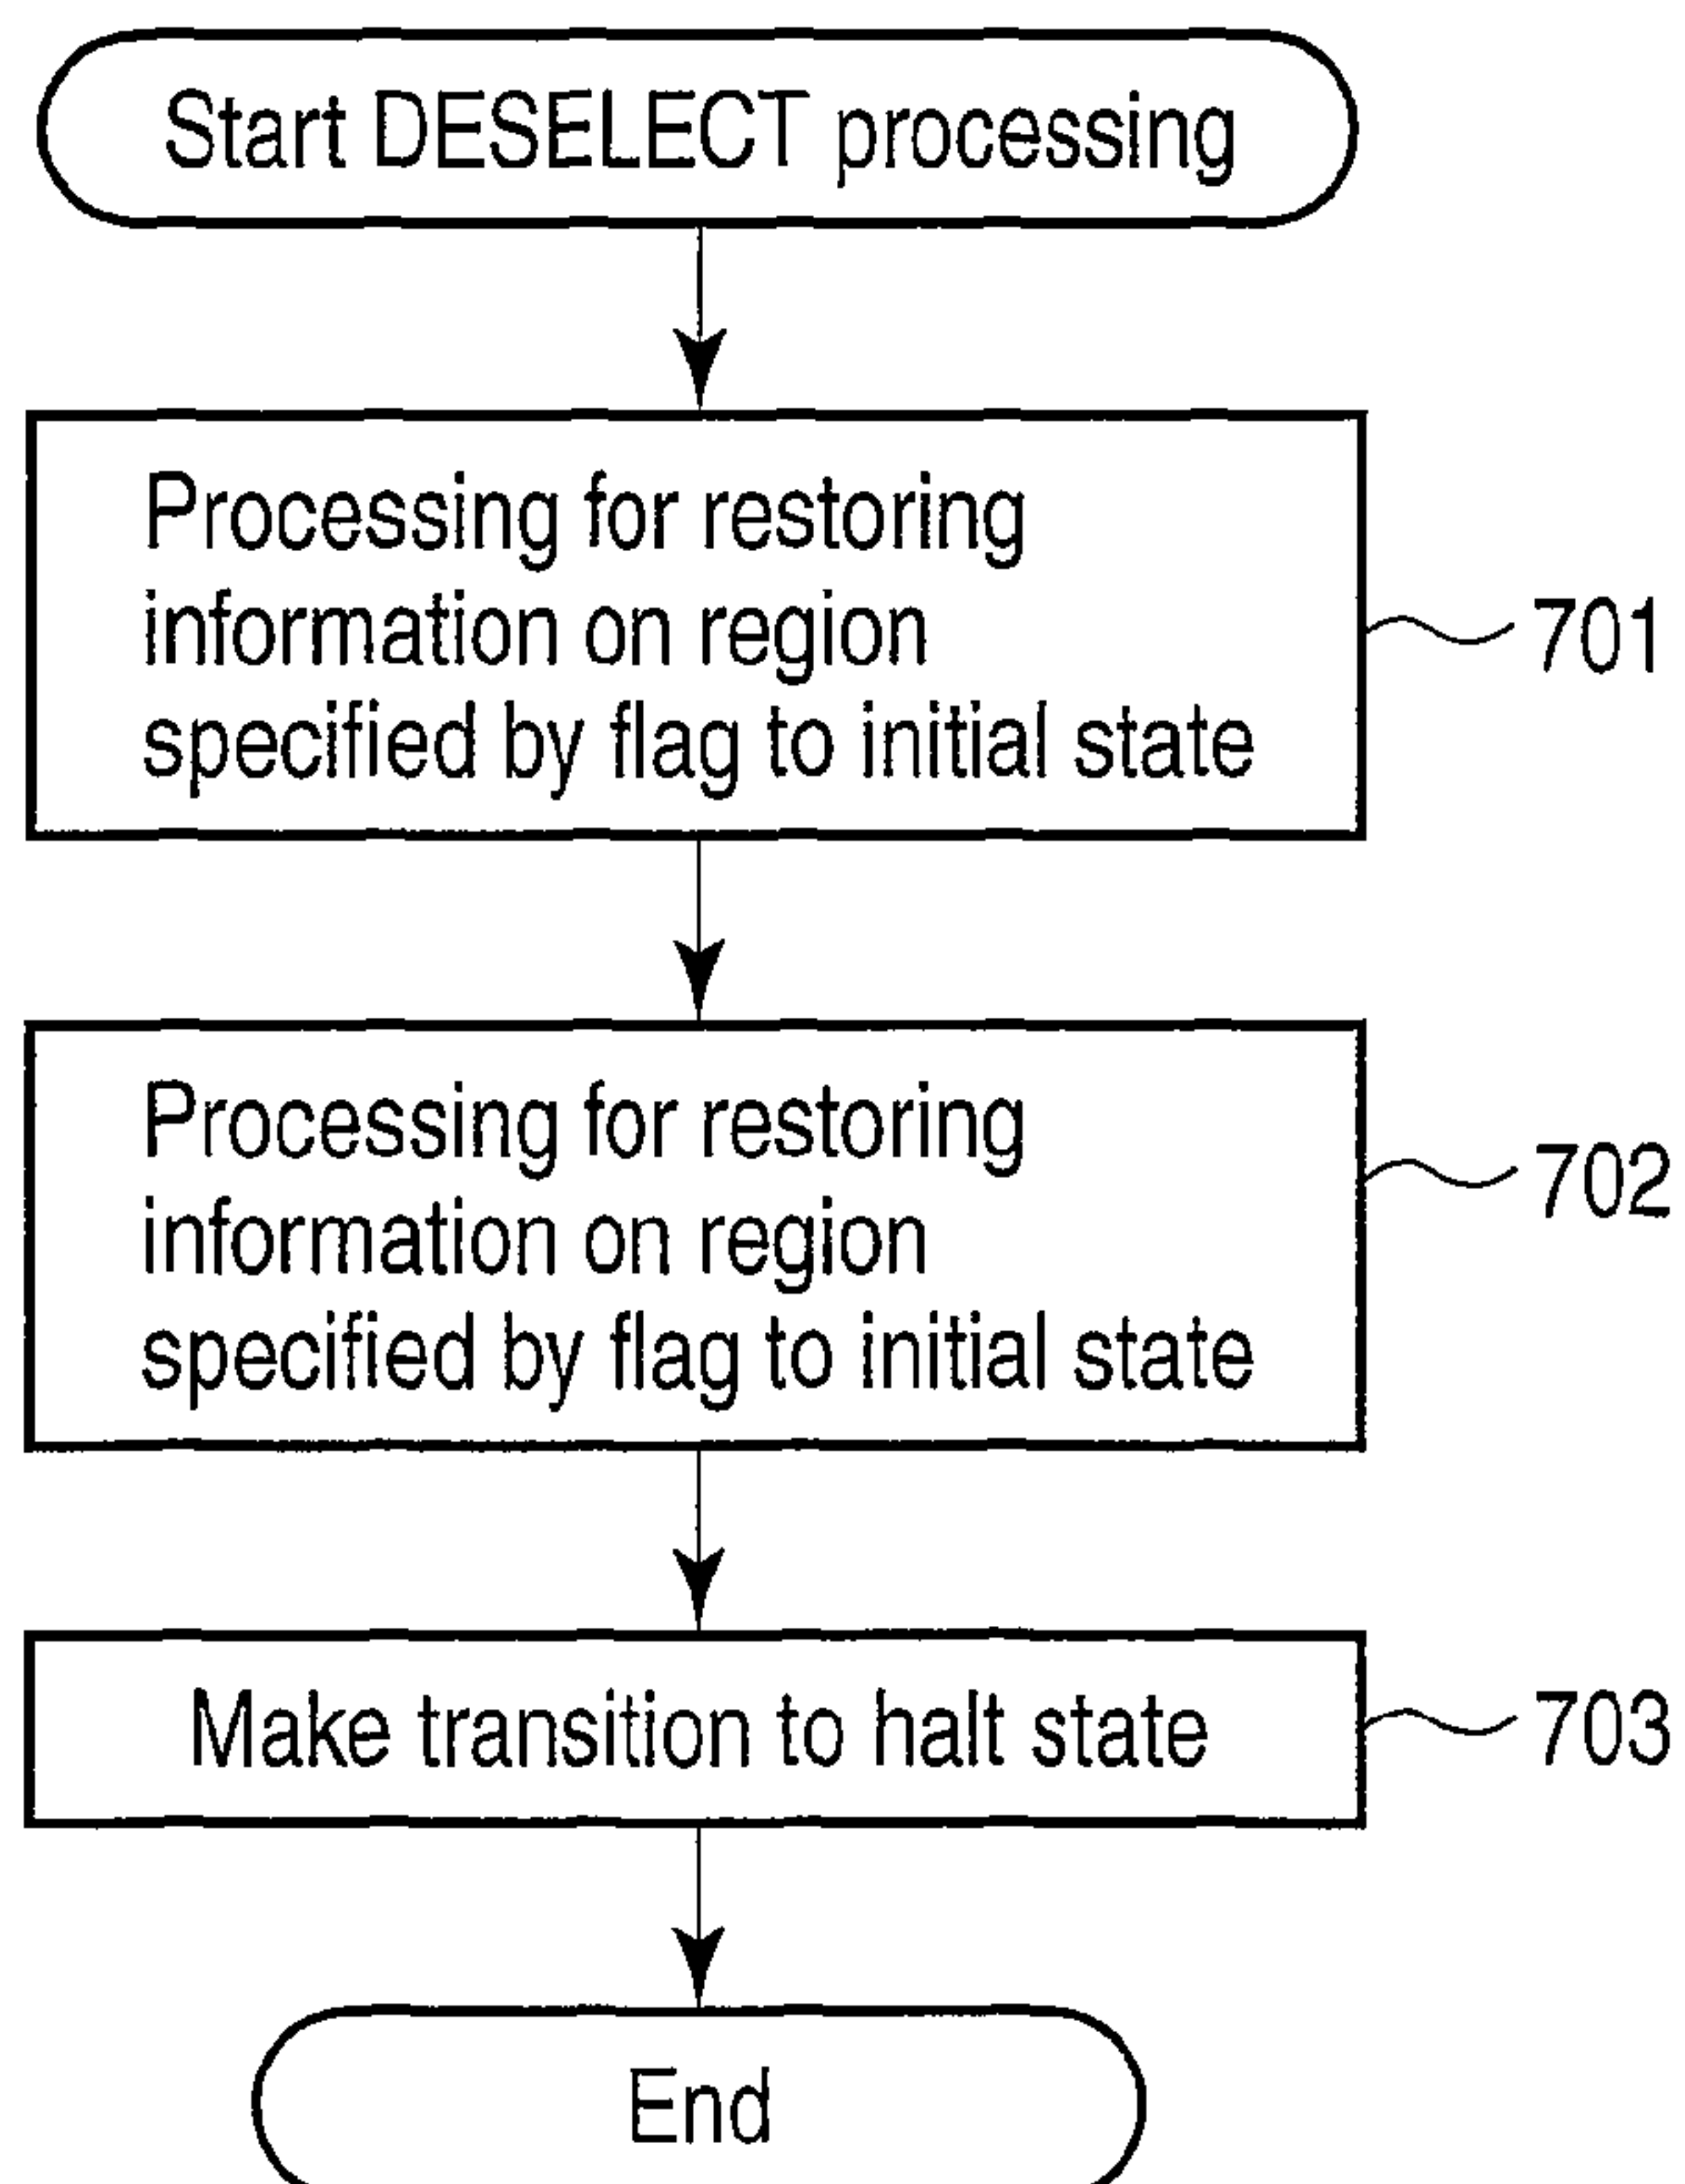 Start DESELECT processing
Processing for restoring
information on region
specified by flag to initial state
701
Processing for restoring
information on region
specified by flag to initial state
702
Make transition to halt state
703
End